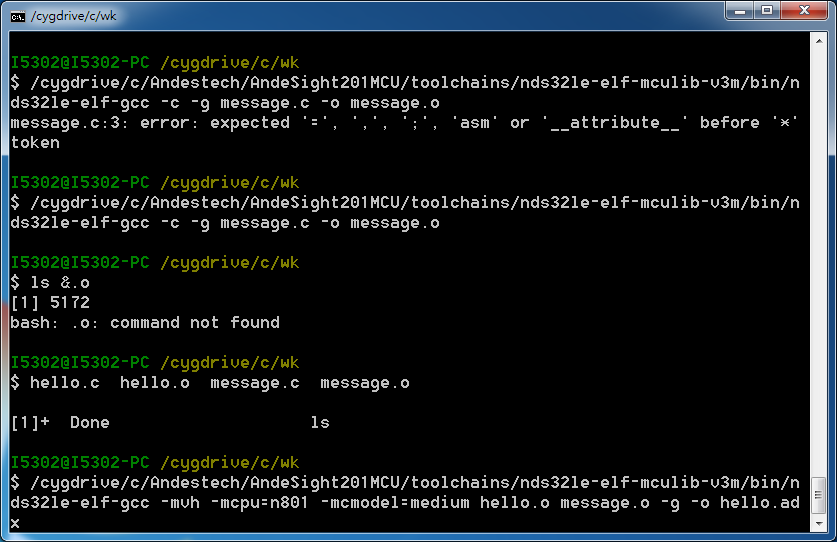 /cygdrive/c/wk
I5302@I5302-PC /cygdrive/c/wk
$ /cygdrive/c/Andestech/AndeSight201MCU/toolchains/nds32le-elf-mculib-v3m/bin/n
ds32le-elf-gcc -c -g message.c -o message.o
message.c:3: error: expected '=', ',', ';', 'asm' or '__attribute__' before '*'
token
I5302@I5302-PC /cygdrive/c/wk
$ /cygdrive/c/Andestech/AndeSight201MCU/toolchains/nds32le-elf-mculib-v3m/bin/n
ds32le-elf-gcc -c -g message.c -o message.o
I5302@I5302-PC /cygdrive/c/wk
$ ls &.o
[1] 5172
bash: .o: command not found
I5302@I5302-PC /cygdrive/c/wk
$ hello.c  hello.o  message.c  message.o
[1]+  Done                    ls
I5302@I5302-PC /cygdrive/c/wk
$ /cygdrive/c/Andestech/AndeSight201MCU/toolchains/nds32le-elf-mculib-v3m/bin/n
ds32le-elf-gcc -mvh -mcpu=n801 -mcmodel=medium hello.o message.o -g -o hello.ad
x